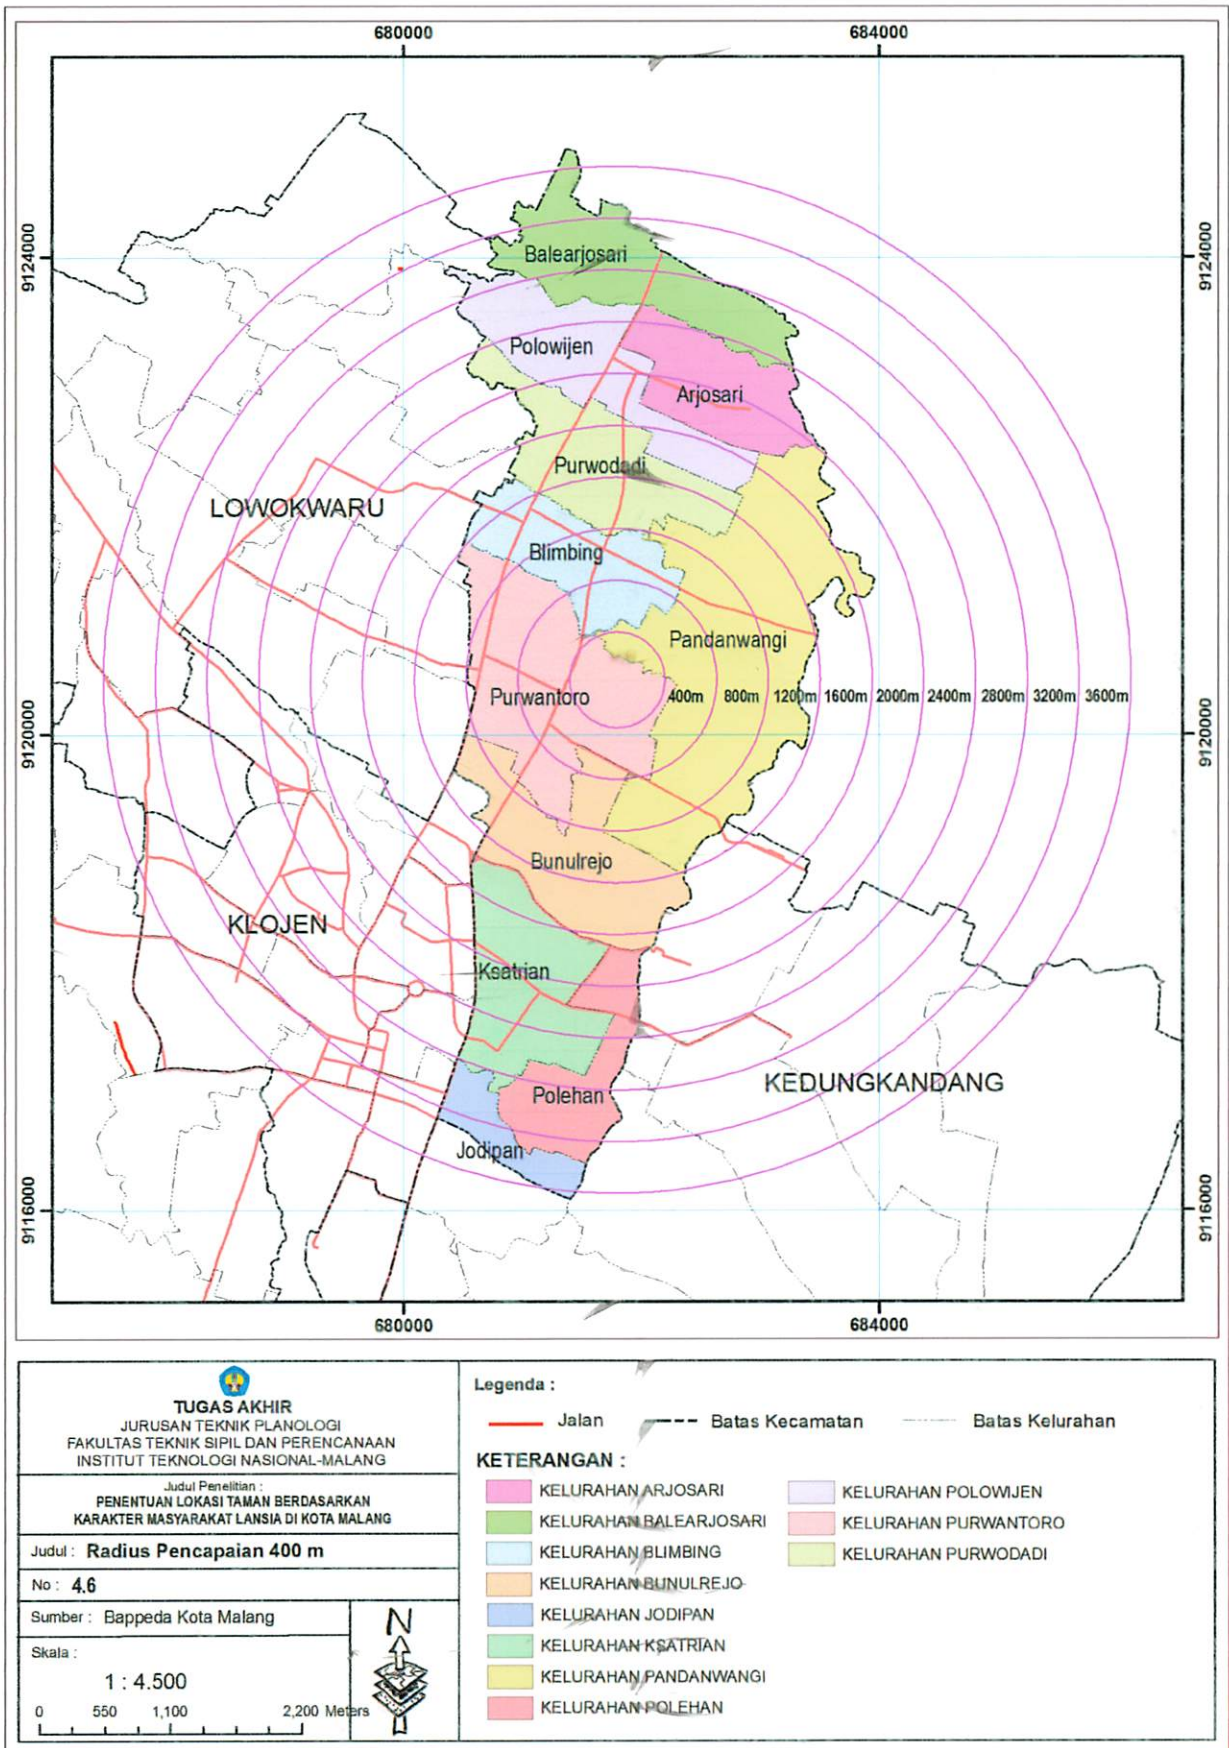 680000
684000
9124000
9124000
Balearjosari
Polowijen
Arjosari
Purwodadi
LOWOKWARU
Blimbing
Pandanwangi
Purwantoro
400m 800m 1200m 1600m 2000m 2400m 2800m 3200m 3600m
9120000
9120000
Bunulrejo
KLOJEN
Ksatrian
KEDUNGKANDANG
Polehan
Jodipan
9116000
9116000
680000
684000
TUGAS AKHIR
JURUSAN TEKNIK PLANOLOGI
FAKULTAS TEKNIK SIPIL DAN PERENCANAAN
INSTITUT TEKNOLOGI NASIONAL-MALANG
Judul Penelitian :
PENENTUAN LOKASI TAMAN BERDASARKAN
KARAKTER MASYARAKAT LANSIA DI KOTA MALANG
Judul : Radius Pencapaian 400 m
No : 4.6
Sumber : Bappeda Kota Malang
Skala :
1 : 4.500
0 550 1,100 2,200 Meters
N
Legenda :
Jalan
Batas Kecamatan
Batas Kelurahan
KETERANGAN :
KELURAHAN ARJOSARI
KELURAHAN BALEARJOSARI
KELURAHAN BLIMBING
KELURAHAN BUNULREJO
KELURAHAN JODIPAN
KELURAHAN KSATRIAN
KELURAHAN PANDANWANGI
KELURAHAN POLEHAN
KELURAHAN POLOWIJEN
KELURAHAN PURWANTORO
KELURAHAN PURWODADI